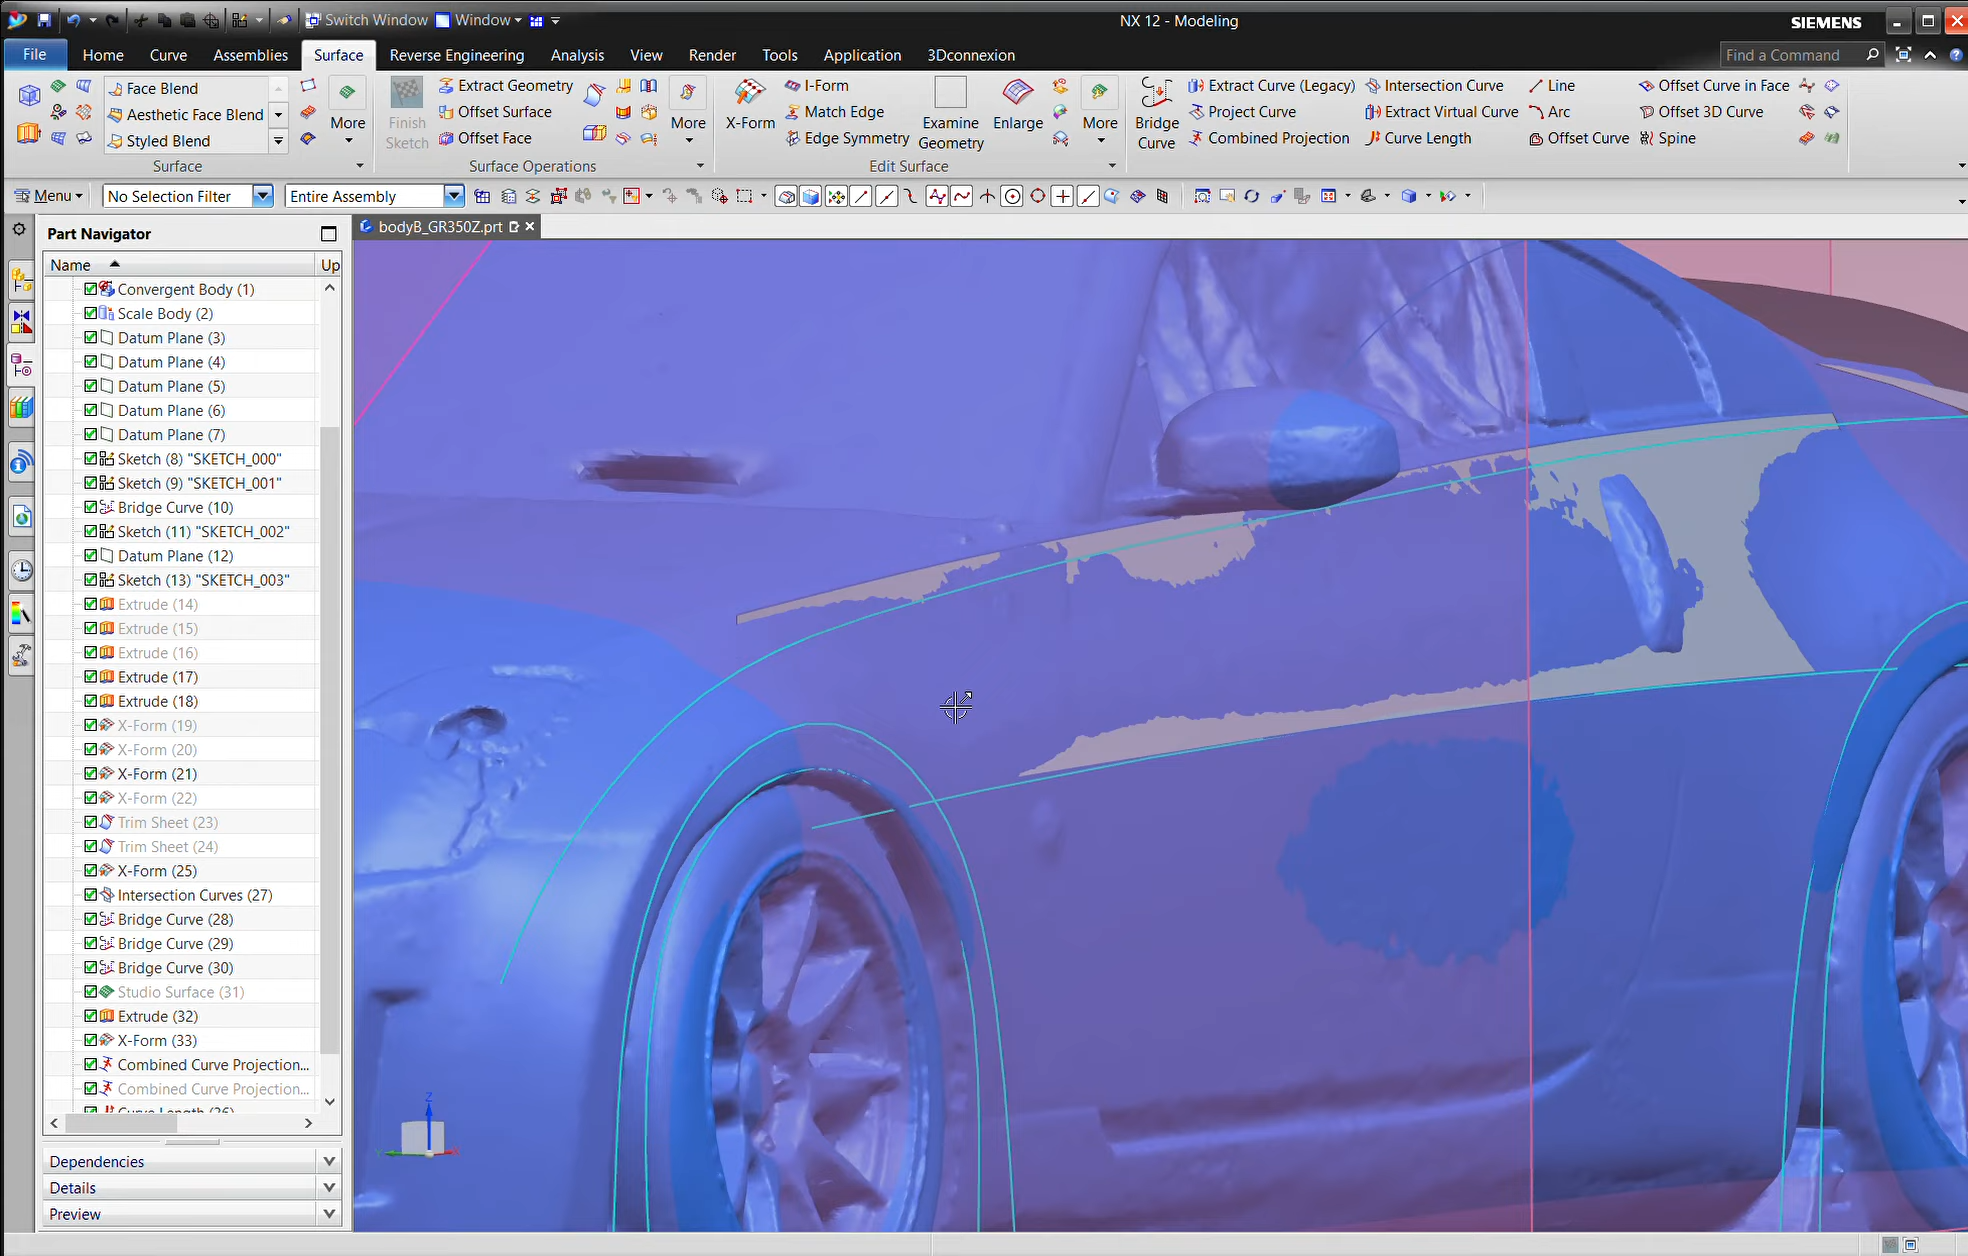 Switch Window Window NX 12 - Modeling SIEMENS
File Home Curve Assemblies Surface Reverse Engineering Analysis View Render Tools Application 3Dconnexion Find a Command
Face Blend
Aesthetic Face Blend
Styled Blend
More
Surface
Finish Sketch
Extract Geometry
Offset Surface
Offset Face
More
Surface Operations
X-Form
I-Form
Match Edge
Edge Symmetry
Examine Geometry
Enlarge
More
Edit Surface
Bridge Curve
Extract Curve (Legacy)
Project Curve
Combined Projection
Intersection Curve
Extract Virtual Curve
Curve Length
Line
Arc
Offset Curve
Offset Curve in Face
Offset 3D Curve
Spine
Menu No Selection Filter Entire Assembly
Part Navigator
bodyB_GR350Z.prt
Name Up
Convergent Body (1)
Scale Body (2)
Datum Plane (3)
Datum Plane (4)
Datum Plane (5)
Datum Plane (6)
Datum Plane (7)
Sketch (8) "SKETCH_000"
Sketch (9) "SKETCH_001"
Bridge Curve (10)
Sketch (11) "SKETCH_002"
Datum Plane (12)
Sketch (13) "SKETCH_003"
Extrude (14)
Extrude (15)
Extrude (16)
Extrude (17)
Extrude (18)
X-Form (19)
X-Form (20)
X-Form (21)
X-Form (22)
Trim Sheet (23)
Trim Sheet (24)
X-Form (25)
Intersection Curves (27)
Bridge Curve (28)
Bridge Curve (29)
Bridge Curve (30)
Studio Surface (31)
Extrude (32)
X-Form (33)
Combined Curve Projection...
Combined Curve Projection...
Curve Length (26)
Dependencies
Details
Preview
Z